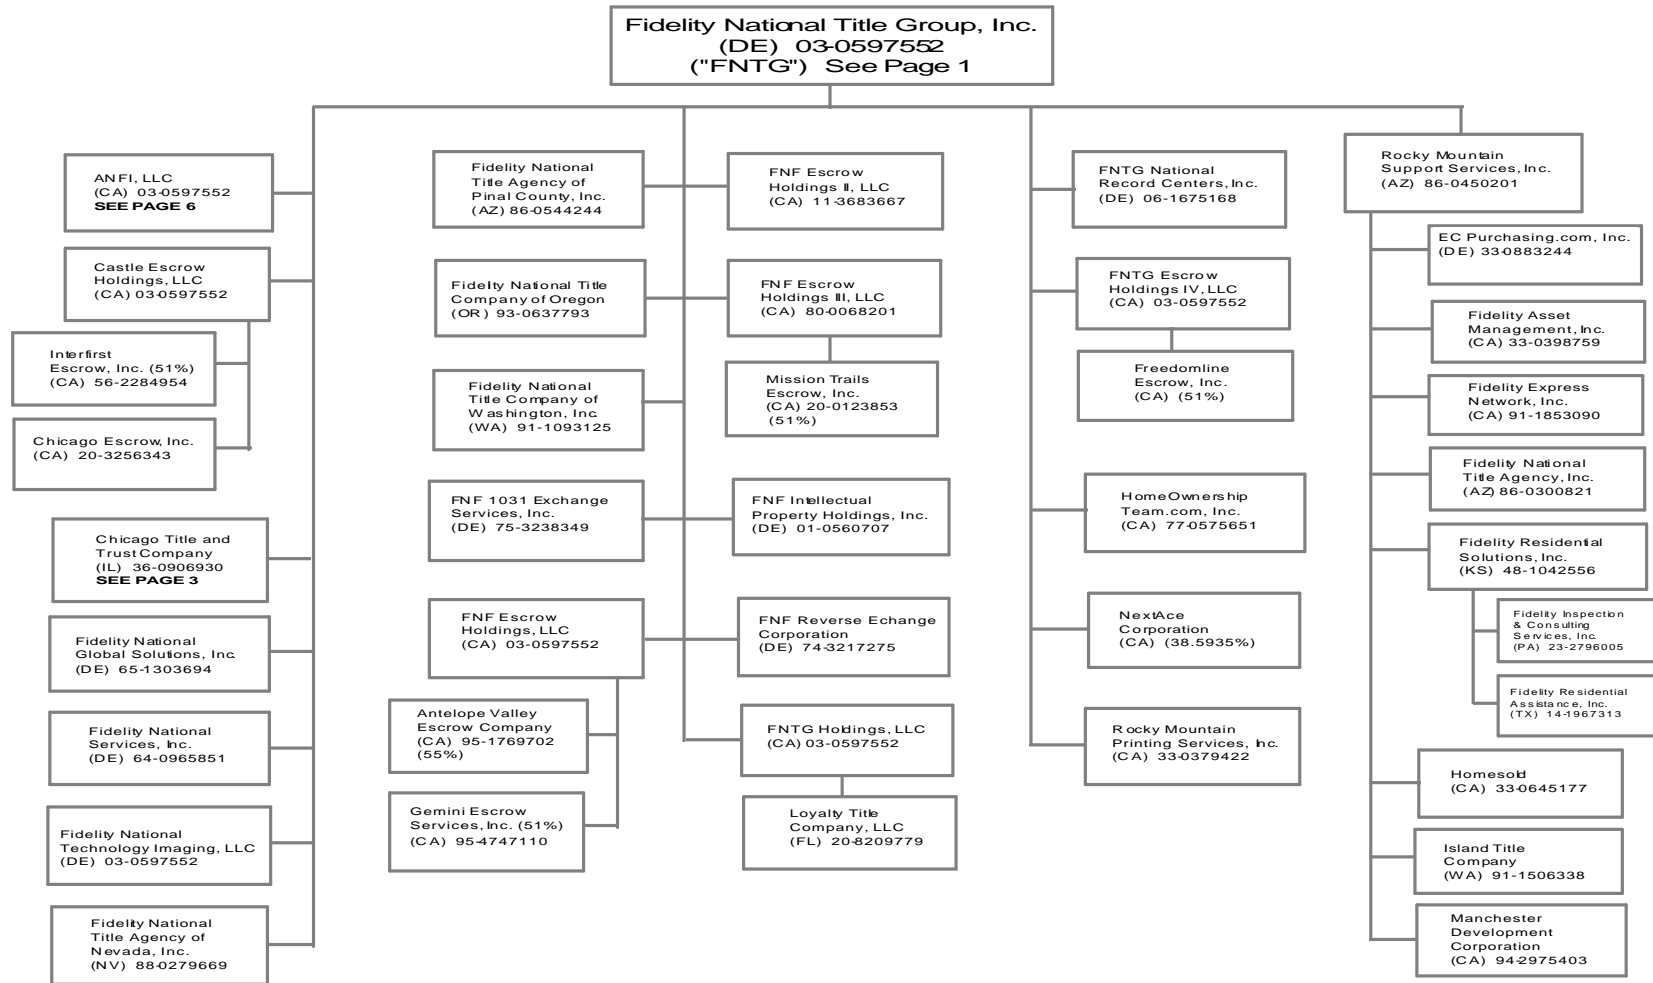 Fidelity National Title Group, Inc.
(DE) 03-0597552
("FNTG") See Page 1
ANFI, LLC
(CA) 03-0597552
SEE PAGE 6
Castle Escrow
Holdings, LLC
(CA) 03-0597552
Interfirst
Escrow, Inc. (51%)
(CA) 56-2284954
Chicago Escrow, Inc.
(CA) 20-3256343
Chicago Title and
Trust Company
(IL) 36-0906930
SEE PAGE 3
Fidelity National
Global Solutions, Inc.
(DE) 65-1303694
Fidelity National
Services, Inc.
(DE) 64-0965851
Fidelity National
Technology Imaging, LLC
(DE) 03-0597552
Fidelity National
Title Agency of
Nevada, Inc.
(NV) 88-0279669
Fidelity National
Title Agency of
Pinal County, Inc.
(AZ) 86-0544244
Fidelity National Title
Company of Oregon
(OR) 93-0637793
Fidelity National
Title Company of
Washington, Inc.
(WA) 91-1093125
FNF 1031 Exchange
Services, Inc.
(DE) 75-3238349
FNF Escrow
Holdings, LLC
(CA) 03-0597552
Antelope Valley
Escrow Company
(CA) 95-1769702
(55%)
Gemini Escrow
Services, Inc. (51%)
(CA) 95-4747110
FNF Escrow
Holdings II, LLC
(CA) 11-3683667
FNF Escrow
Holdings III, LLC
(CA) 80-0068201
Mission Trails
Escrow, Inc.
(CA) 20-0123853
(51%)
FNF Intellectual
Property Holdings, Inc.
(DE) 01-0560707
FNF Reverse Echange
Corporation
(DE) 74-3217275
FNTG Holdings, LLC
(CA) 03-0597552
Loyalty Title
Company, LLC
(FL) 20-8209779
FNTG National
Record Centers, Inc.
(DE) 06-1675168
FNTG Escrow
Holdings IV, LLC
(CA) 03-0597552
Freedomline
Escrow, Inc.
(CA) (51%)
HomeOwnership
Team.com, Inc.
(CA) 77-0575651
NextAce
Corporation
(CA) (38.5935%)
Rocky Mountain
Printing Services, Inc.
(CA) 33-0379422
Rocky Mountain
Support Services, Inc.
(AZ) 86-0450201
EC Purchasing.com, Inc.
(DE) 33-0883244
Fidelity Asset
Management, Inc.
(CA) 33-0398759
Fidelity Express
Network, Inc.
(CA) 91-1853090
Fidelity National
Title Agency, Inc.
(AZ) 86-0300821
Fidelity Residential
Solutions, Inc.
(KS) 48-1042556
Fidelity Inspection
& Consulting
Services, Inc.
(PA) 23-2796005
Fidelity Residential
Assistance, Inc.
(TX) 14-1967313
Homesold
(CA) 33-0645177
Island Title
Company
(WA) 91-1506338
Manchester
Development
Corporation
(CA) 94-2975403